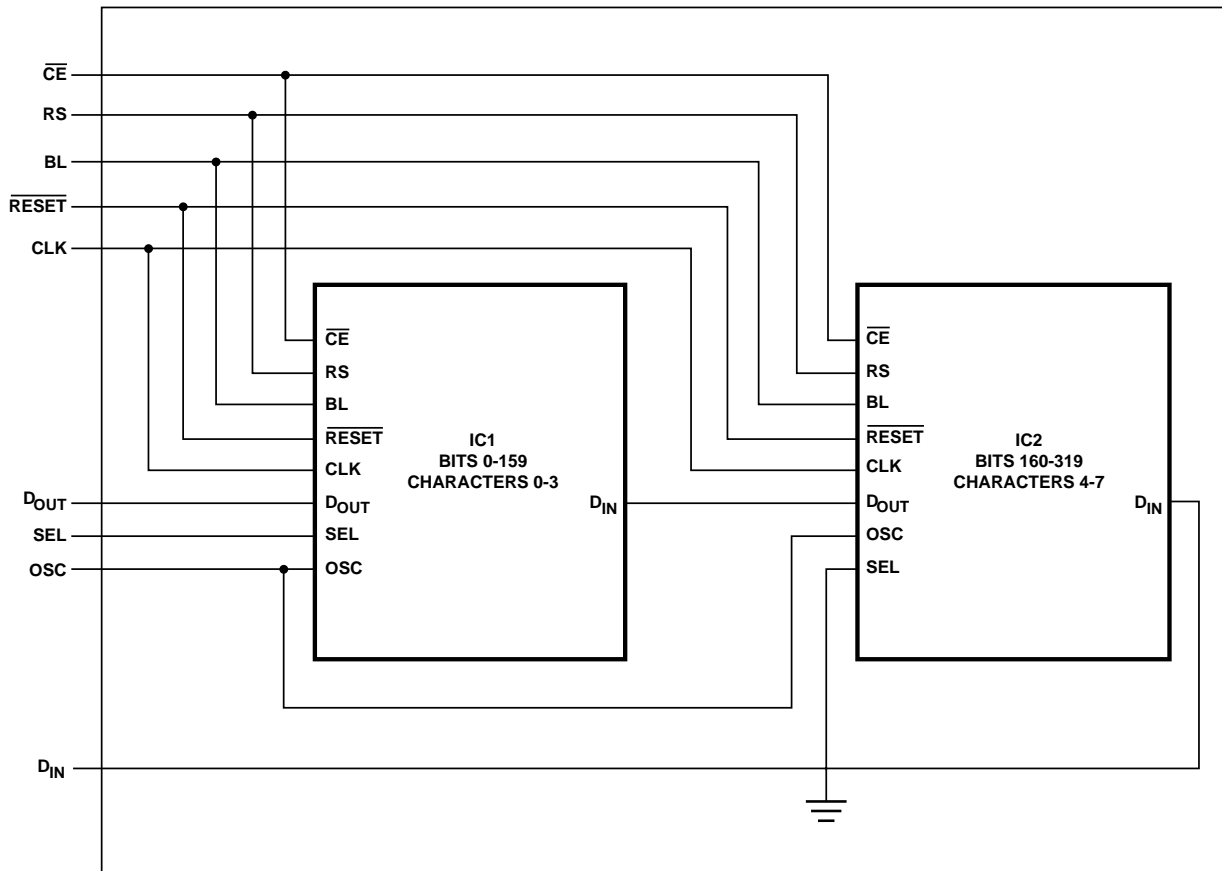 CE
RS
BL
RESET
CLK
DOUT
SEL
OSC
DIN
CE
RS
BL
RESET
CLK
DOUT
SEL
OSC
IC1
BITS 0-159
CHARACTERS 0-3
DIN
CE
RS
BL
RESET
CLK
DOUT
OSC
SEL
IC2
BITS 160-319
CHARACTERS 4-7
DIN